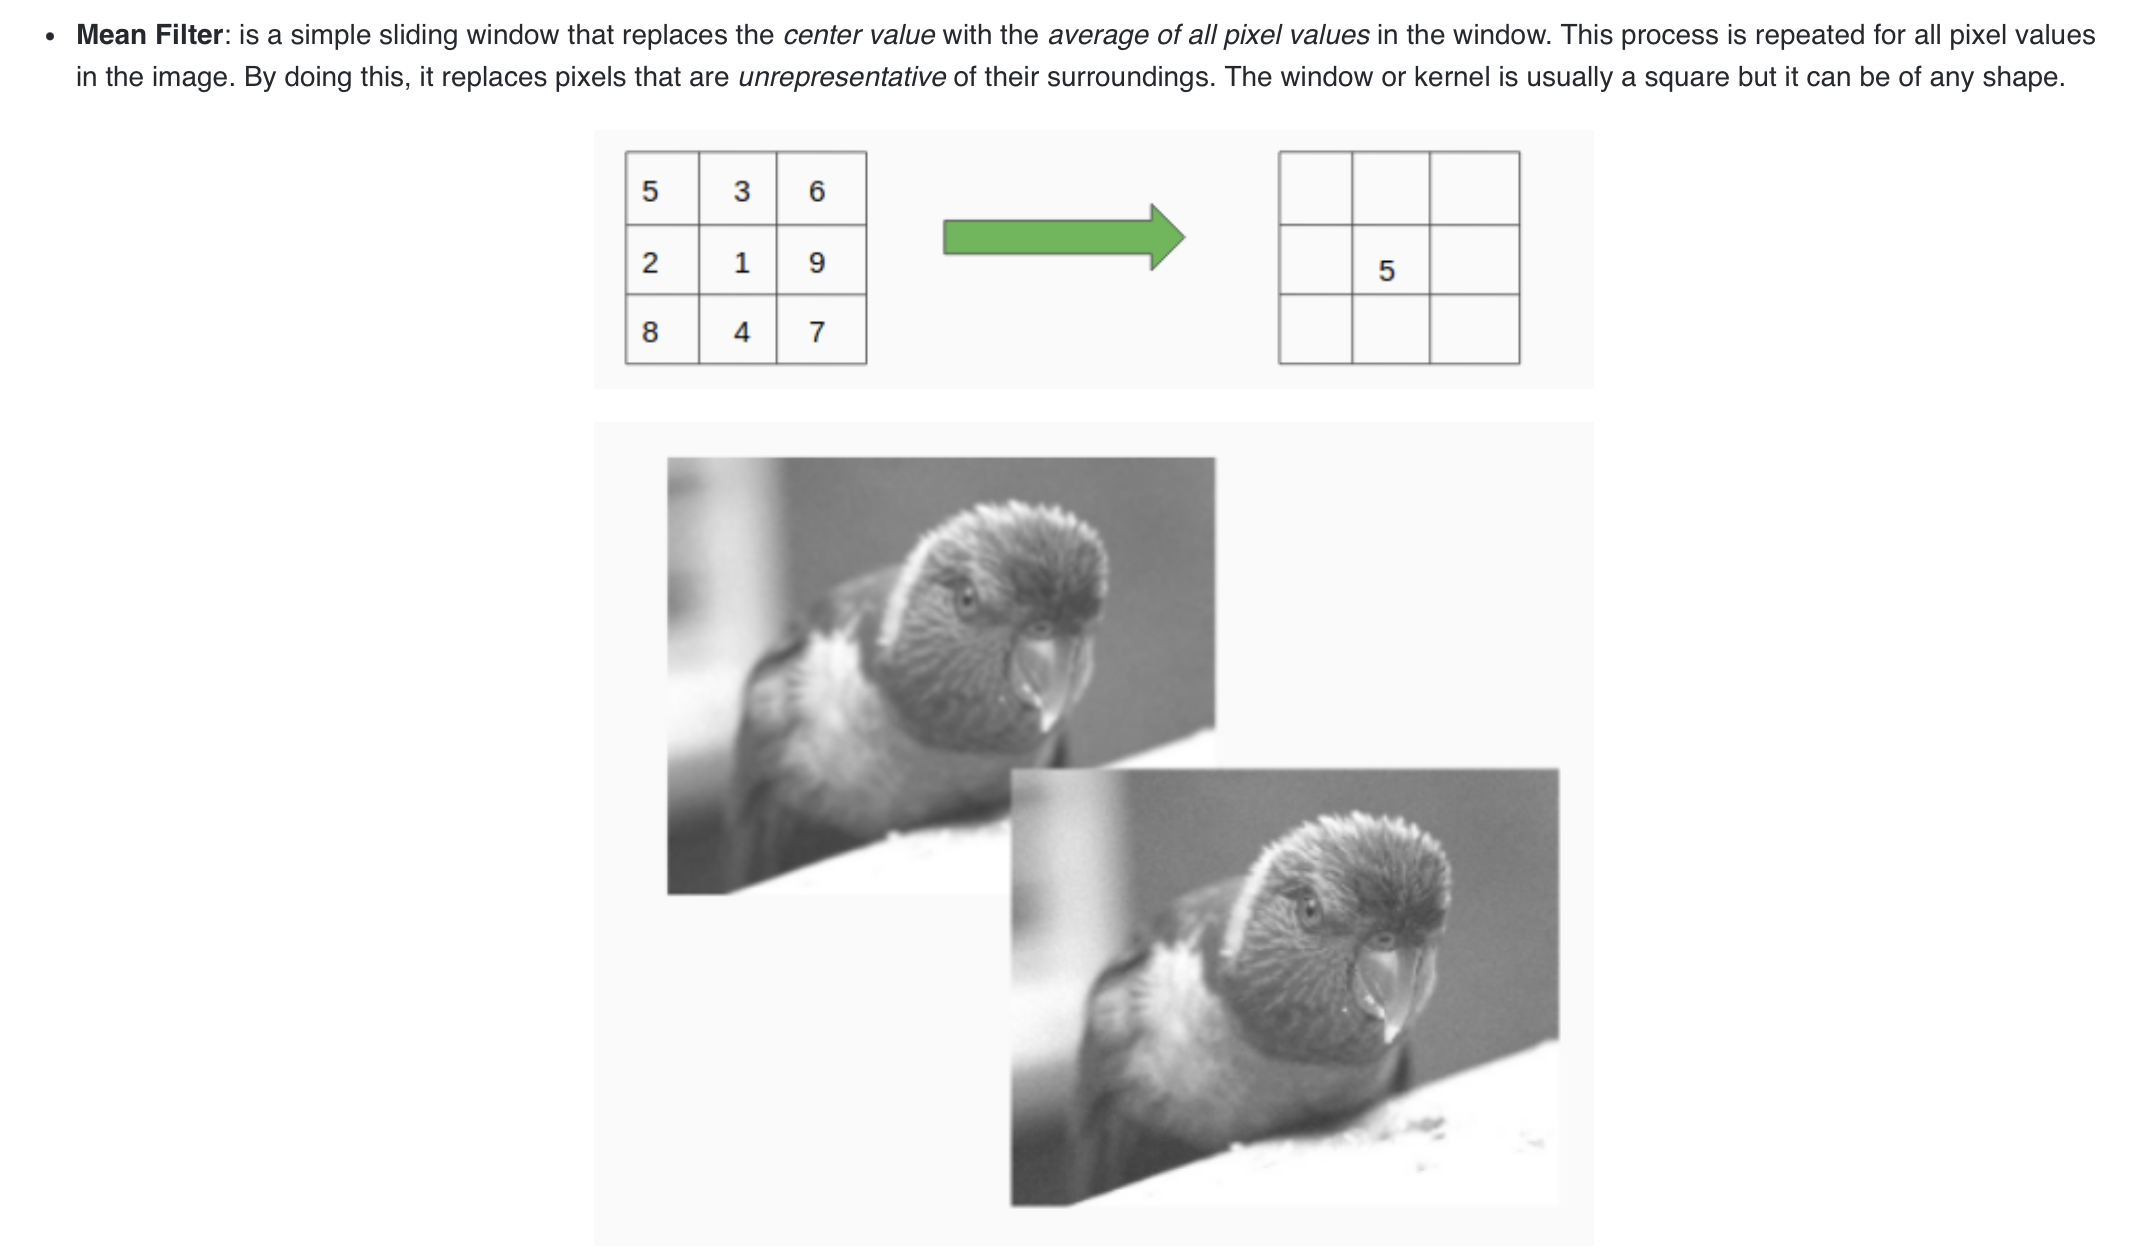 • Mean Filter: is a simple sliding window that replaces the center value with the average of all pixel values in the window. This process is repeated for all pixel values
in the image. By doing this, it replaces pixels that are unrepresentative of their surroundings. The window or kernel is usually a square but it can be of any shape.
5 3 6
2 1 9
5
8 4 7